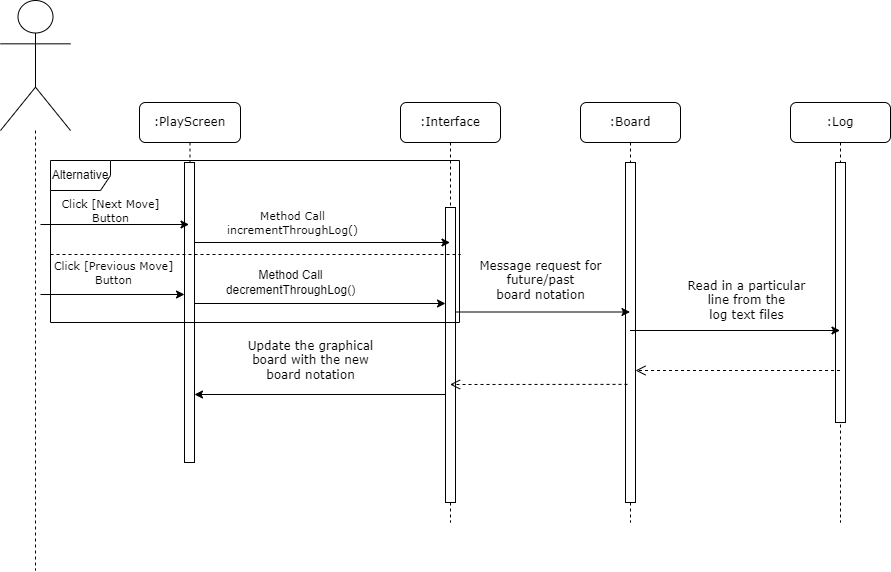 :PlayScreen
:Interface
:Board
:Log
Alternative
Click [Next Move]
Button
Method Call
incrementThroughLog()
Click [Previous Move]
Button
Method Call
decrementThroughLog()
Message request for
future/past
board notation
Read in a particular
line from the
log text files
Update the graphical
board with the new
board notation